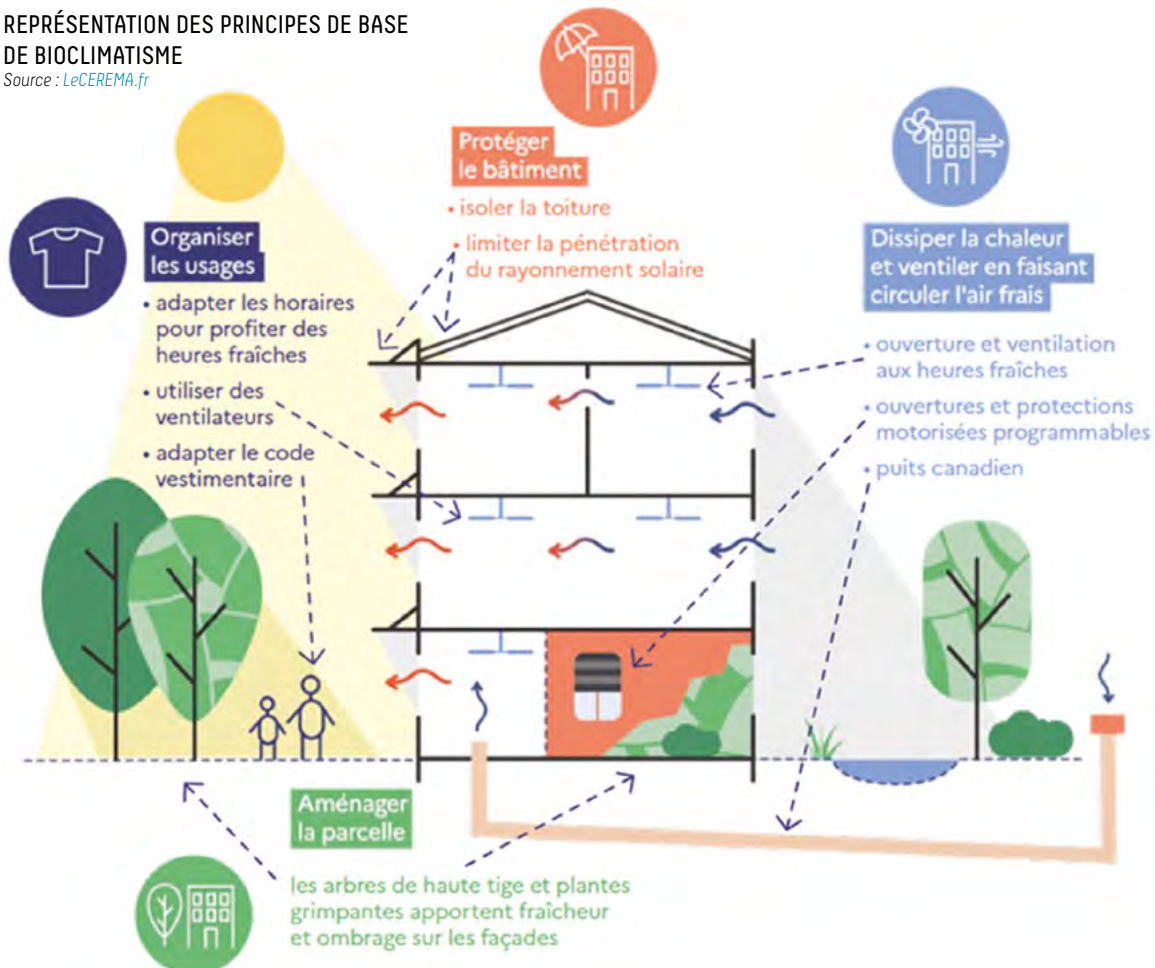 REPRÉSENTATION DES PRINCIPES DE BASE
DE BIOCLIMATISME
Source : LeCEREMA.fr
Protéger
le bâtiment
• isoler la toiture
• limiter la pénétration
du rayonnement solaire
Organiser
les usages
• adapter les horaires
pour profiter des
heures fraîches
• utiliser des
ventilateurs
• adapter le code
vestimentaire
Dissiper la chaleur
et ventiler en faisant
circuler l'air frais
• ouverture et ventilation
aux heures fraîches
• ouvertures et protections
motorisées programmables
• puits canadien
Aménager
la parcelle
les arbres de haute tige et plantes
grimpantes apportent fraîcheur
et ombrage sur les façades